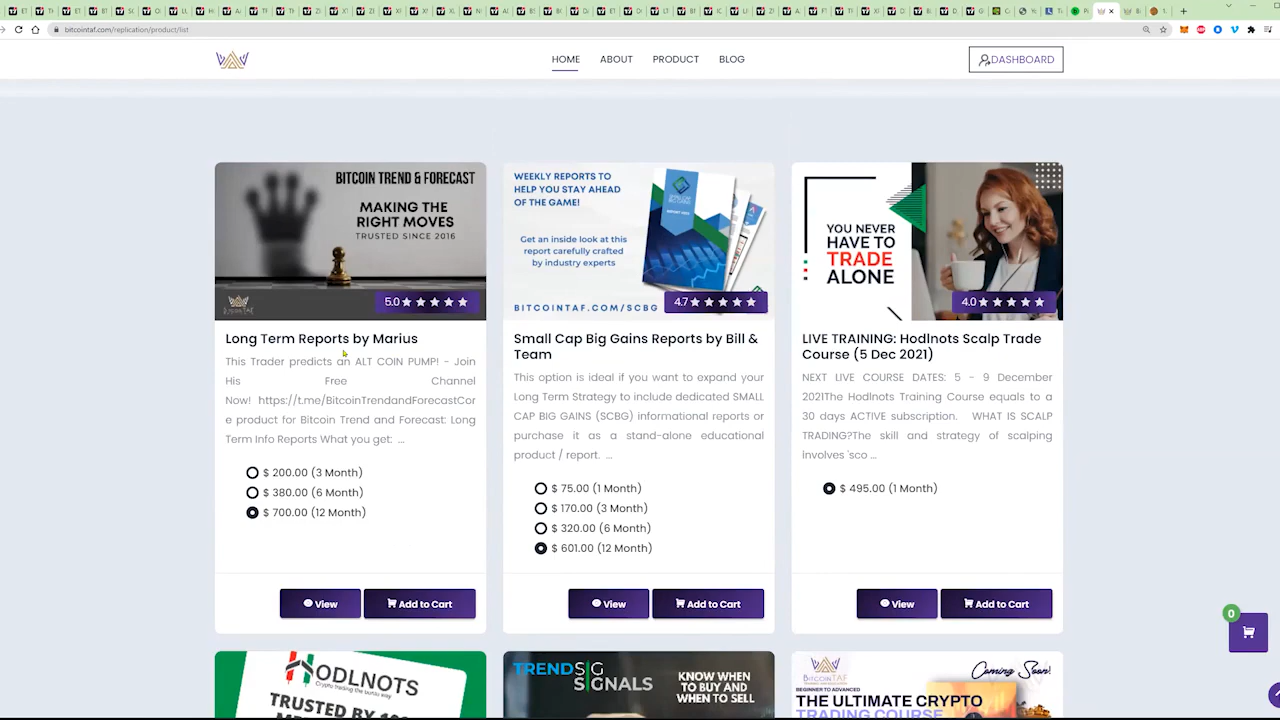 bitcointaf.com/replication/product/list
HOME
ABOUT
PRODUCT
BLOG
DASHBOARD
BITCOIN TREND & FORECAST
MAKING THE
RIGHT MOVES
TRUSTED SINCE 2016
5.0
Long Term Reports by Marius
This Trader predicts an ALT COIN PUMP! - Join
His Free Channel
Now! https://t.me/BitcoinTrendandForecastCor
e product for Bitcoin Trend and Forecast: Long
Term Info Reports What you get: ...
$ 200.00 (3 Month)
$ 380.00 (6 Month)
$ 700.00 (12 Month)
View
Add to Cart
WEEKLY REPORTS TO
HELP YOU STAY AHEAD
OF THE GAME!
Get an inside look at this
report carefully crafted
by industry experts
BITCOINTAF.COM/SCBG
4.7
Small Cap Big Gains Reports by Bill &
Team
This option is ideal if you want to expand your
Long Term Strategy to include dedicated SMALL
CAP BIG GAINS (SCBG) informational reports or
purchase it as a stand-alone educational
product / report. ...
$ 75.00 (1 Month)
$ 170.00 (3 Month)
$ 320.00 (6 Month)
$ 601.00 (12 Month)
View
Add to Cart
YOU NEVER
HAVE TO
TRADE
ALONE
4.0
LIVE TRAINING: Hodlnots Scalp Trade
Course (5 Dec 2021)
NEXT LIVE COURSE DATES: 5 - 9 December
2021The Hodlnots Training Course equals to a
30 days ACTIVE subscription. WHAT IS SCALP
TRADING?The skill and strategy of scalping
involves 'sco ...
$ 495.00 (1 Month)
View
Add to Cart
0
HODLNOTS
Crypto training the turbo way
TRENDSIG
SIGNALS
KNOW WHEN
TO BUY AND
WHEN TO SELL
BITCOINTAF
Coming Soon!
BEGINNER TO ADVANCED
THE ULTIMATE CRYPTO
TRADING COURSE